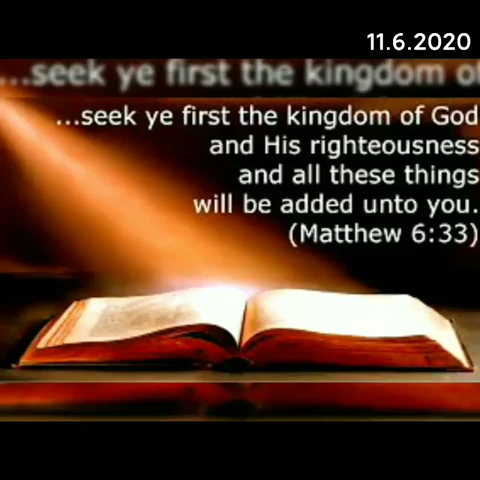 11.6.2020
...seek ye first the kingdom of
...seek ye first the kingdom of God
and His righteousness
and all these things
will be added unto you.
(Matthew 6:33)